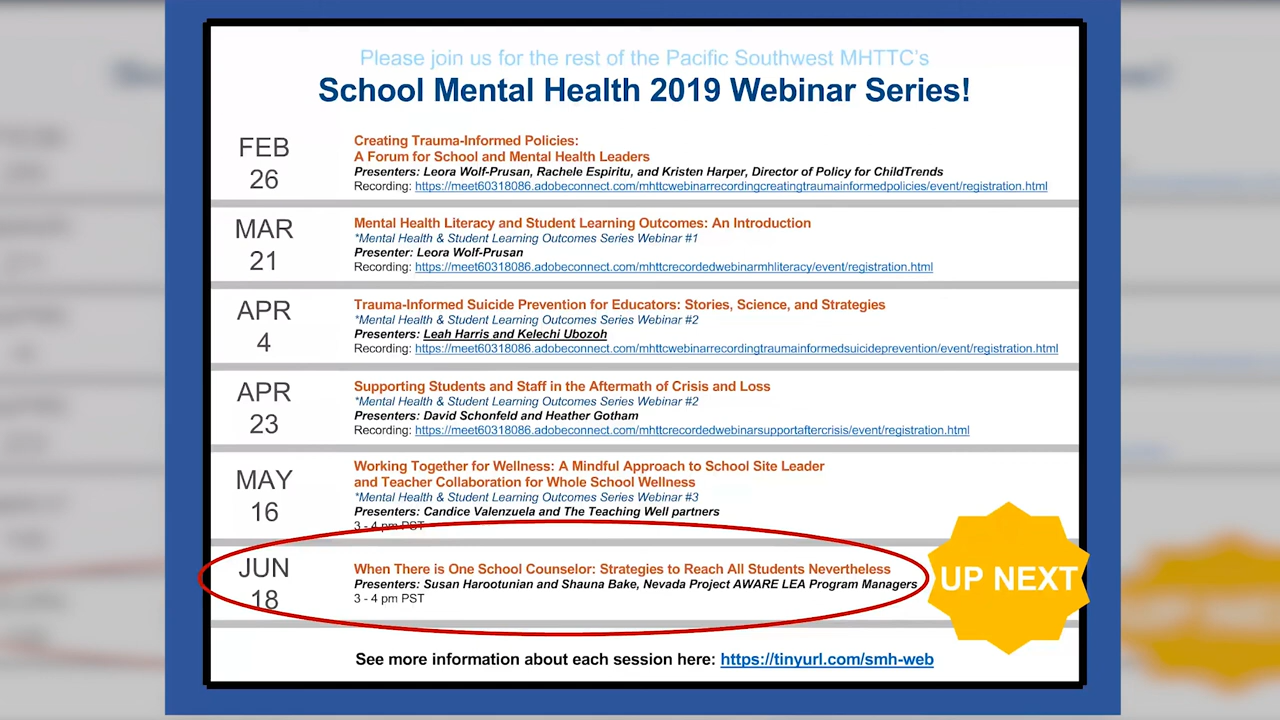 Please join us for the rest of the Pacific Southwest MHTTC's
School Mental Health 2019 Webinar Series!
FEB
26
Creating Trauma-Informed Policies:
A Forum for School and Mental Health Leaders
Presenters: Leora Wolf-Prusan, Rachele Espiritu, and Kristen Harper, Director of Policy for ChildTrends
Recording: https://meet60318086.adobeconnect.com/mhttcwebinarrecordingcreatingtraumainformedpolicies/event/registration.html
MAR
21
Mental Health Literacy and Student Learning Outcomes: An Introduction
*Mental Health & Student Learning Outcomes Series Webinar #1
Presenter: Leora Wolf-Prusan
Recording: https://meet60318086.adobeconnect.com/mhttcrecordedwebinarmhliteracy/event/registration.html
APR
4
Trauma-Informed Suicide Prevention for Educators: Stories, Science, and Strategies
*Mental Health & Student Learning Outcomes Series Webinar #2
Presenters: Leah Harris and Kelechi Ubozoh
Recording: https://meet60318086.adobeconnect.com/mhttcwebinarrecordingtraumainformedsuicideprevention/event/registration.html
APR
23
Supporting Students and Staff in the Aftermath of Crisis and Loss
*Mental Health & Student Learning Outcomes Series Webinar #2
Presenters: David Schonfeld and Heather Gotham
Recording: https://meet60318086.adobeconnect.com/mhttcrecordedwebinarsupportaftercrisis/event/registration.html
MAY
16
Working Together for Wellness: A Mindful Approach to School Site Leader
and Teacher Collaboration for Whole School Wellness
*Mental Health & Student Learning Outcomes Series Webinar #3
Presenters: Candice Valenzuela and The Teaching Well partners
3 - 4 pm PST
JUN
18
When There is One School Counselor: Strategies to Reach All Students Nevertheless
Presenters: Susan Harootunian and Shauna Bake, Nevada Project AWARE LEA Program Managers
3 - 4 pm PST
UP NEXT
See more information about each session here: https://tinyurl.com/smh-web